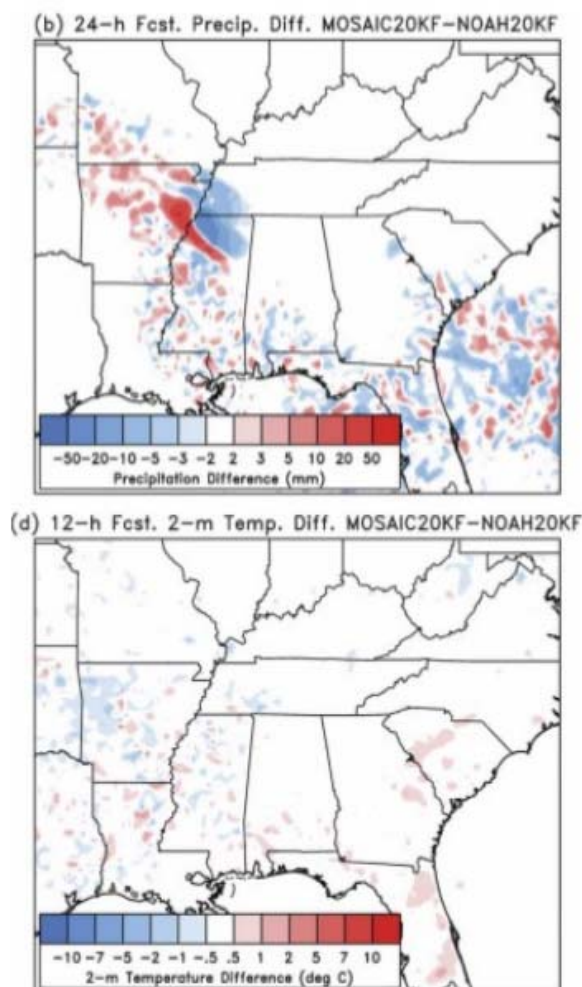 (b) 24-h Fcst. Precip. Diff. MOSAIC20KF-NOAH20KF
-50 -20 -10 -5 -3 -2 2 3 5 10 20 50
Precipitation Difference (mm)
(d) 12-h Fcst. 2-m Temp. Diff. MOSAIC20KF-NOAH20KF
-10 -7 -5 -2 -1 -.5 .5 1 2 5 7 10
2-m Temperature Difference (deg C)